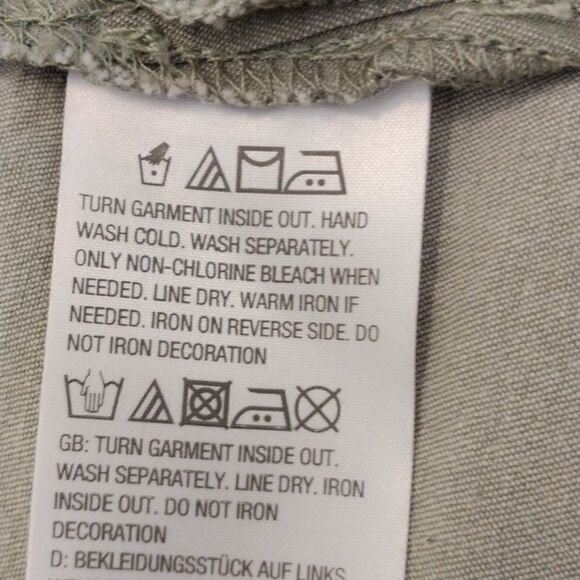 TURN GARMENT INSIDE OUT. HAND
WASH COLD. WASH SEPARATELY.
ONLY NON-CHLORINE BLEACH WHEN
NEEDED. LINE DRY. WARM IRON IF
NEEDED. IRON ON REVERSE SIDE. DO
NOT IRON DECORATION
GB: TURN GARMENT INSIDE OUT.
WASH SEPARATELY. LINE DRY. IRON
INSIDE OUT. DO NOT IRON
DECORATION
D: BEKLEIDUNGSSTÜCK AUF LINKS